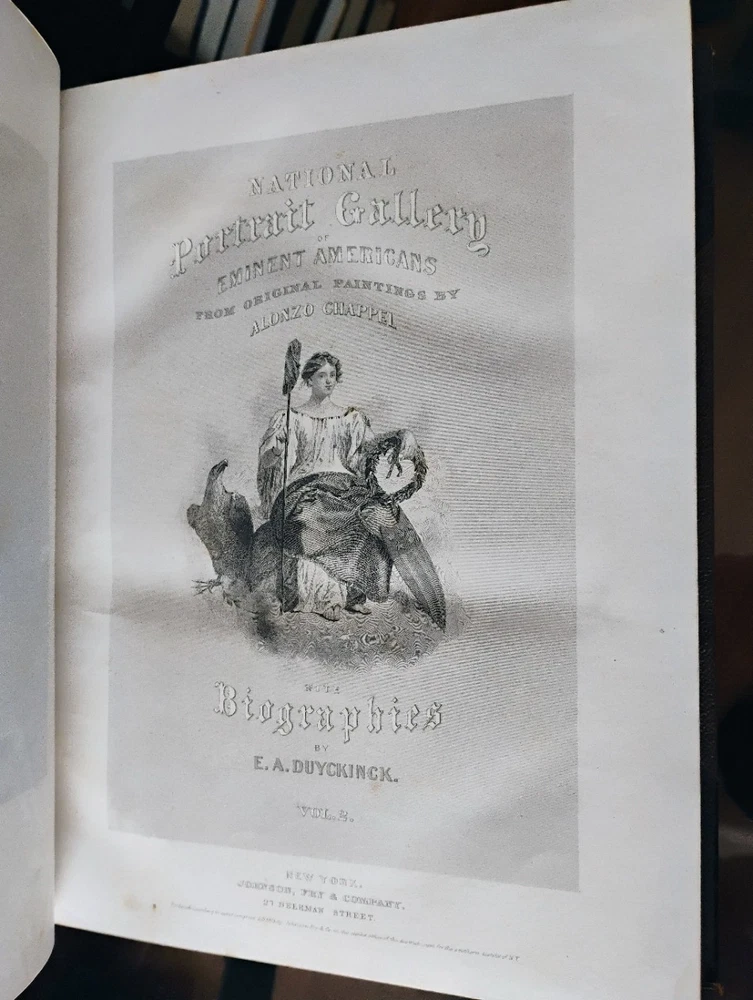 NATIONAL
Portrait Gallery
OF
EMINENT AMERICANS
FROM ORIGINAL PAINTINGS BY
ALONZO CHAPPEL
WITH
Biographies
BY
E. A. DUYCKINCK.
VOL. 2.
NEW YORK.
JOHNSON, FRY & COMPANY.
27 BEEKMAN STREET.